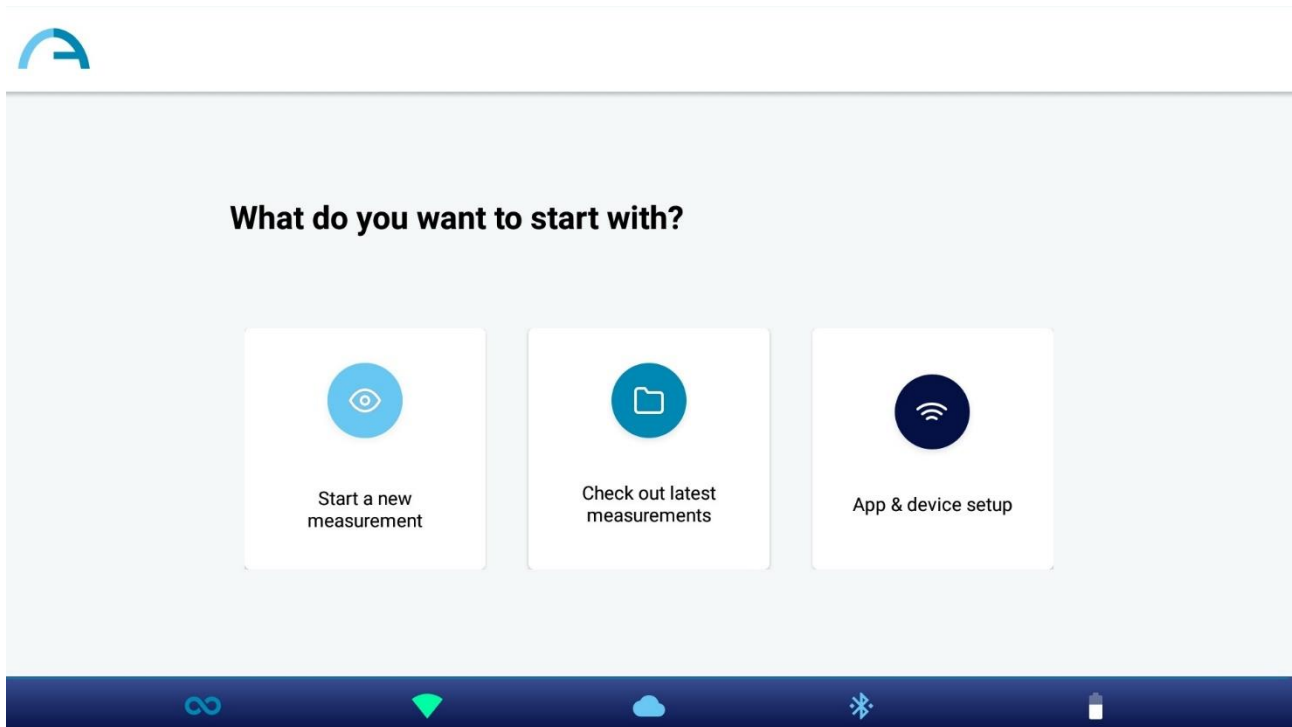 What do you want to start with?
Start a new
measurement
Check out latest
measurements
App & device setup